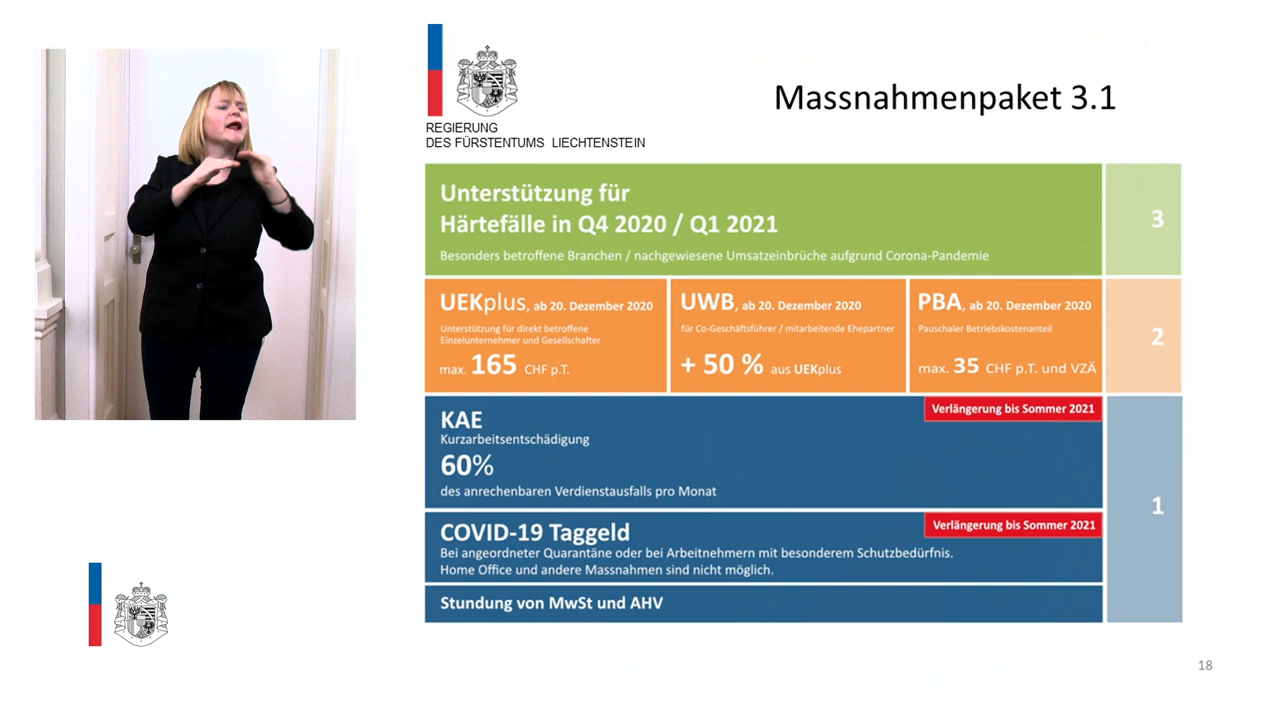 REGIERUNG
DES FÜRSTENTUMS LIECHTENSTEIN
Massnahmenpaket 3.1
Unterstützung für
Härtefälle in Q4 2020 / Q1 2021
Besonders betroffene Branchen / nachgewiesene Umsatzeinbrüche aufgrund Corona-Pandemie
3
UEKplus, ab 20. Dezember 2020
Unterstützung für direkt betroffene
Einzelunternehmer und Gesellschafter
max. 165 CHF p.T.
UWB, ab 20. Dezember 2020
für Co-Geschäftsführer / mitarbeitende Ehepartner
+ 50 % aus UEKplus
PBA, ab 20. Dezember 2020
Pauschaler Betriebskostenanteil
max. 35 CHF p.T. und VZÄ
2
KAE
Verlängerung bis Sommer 2021
Kurzarbeitsentschädigung
60%
des anrechenbaren Verdienstausfalls pro Monat
1
COVID-19 Taggeld
Verlängerung bis Sommer 2021
Bei angeordneter Quarantäne oder bei Arbeitnehmern mit besonderem Schutzbedürfnis.
Home Office und andere Massnahmen sind nicht möglich.
Stundung von MwSt und AHV
18